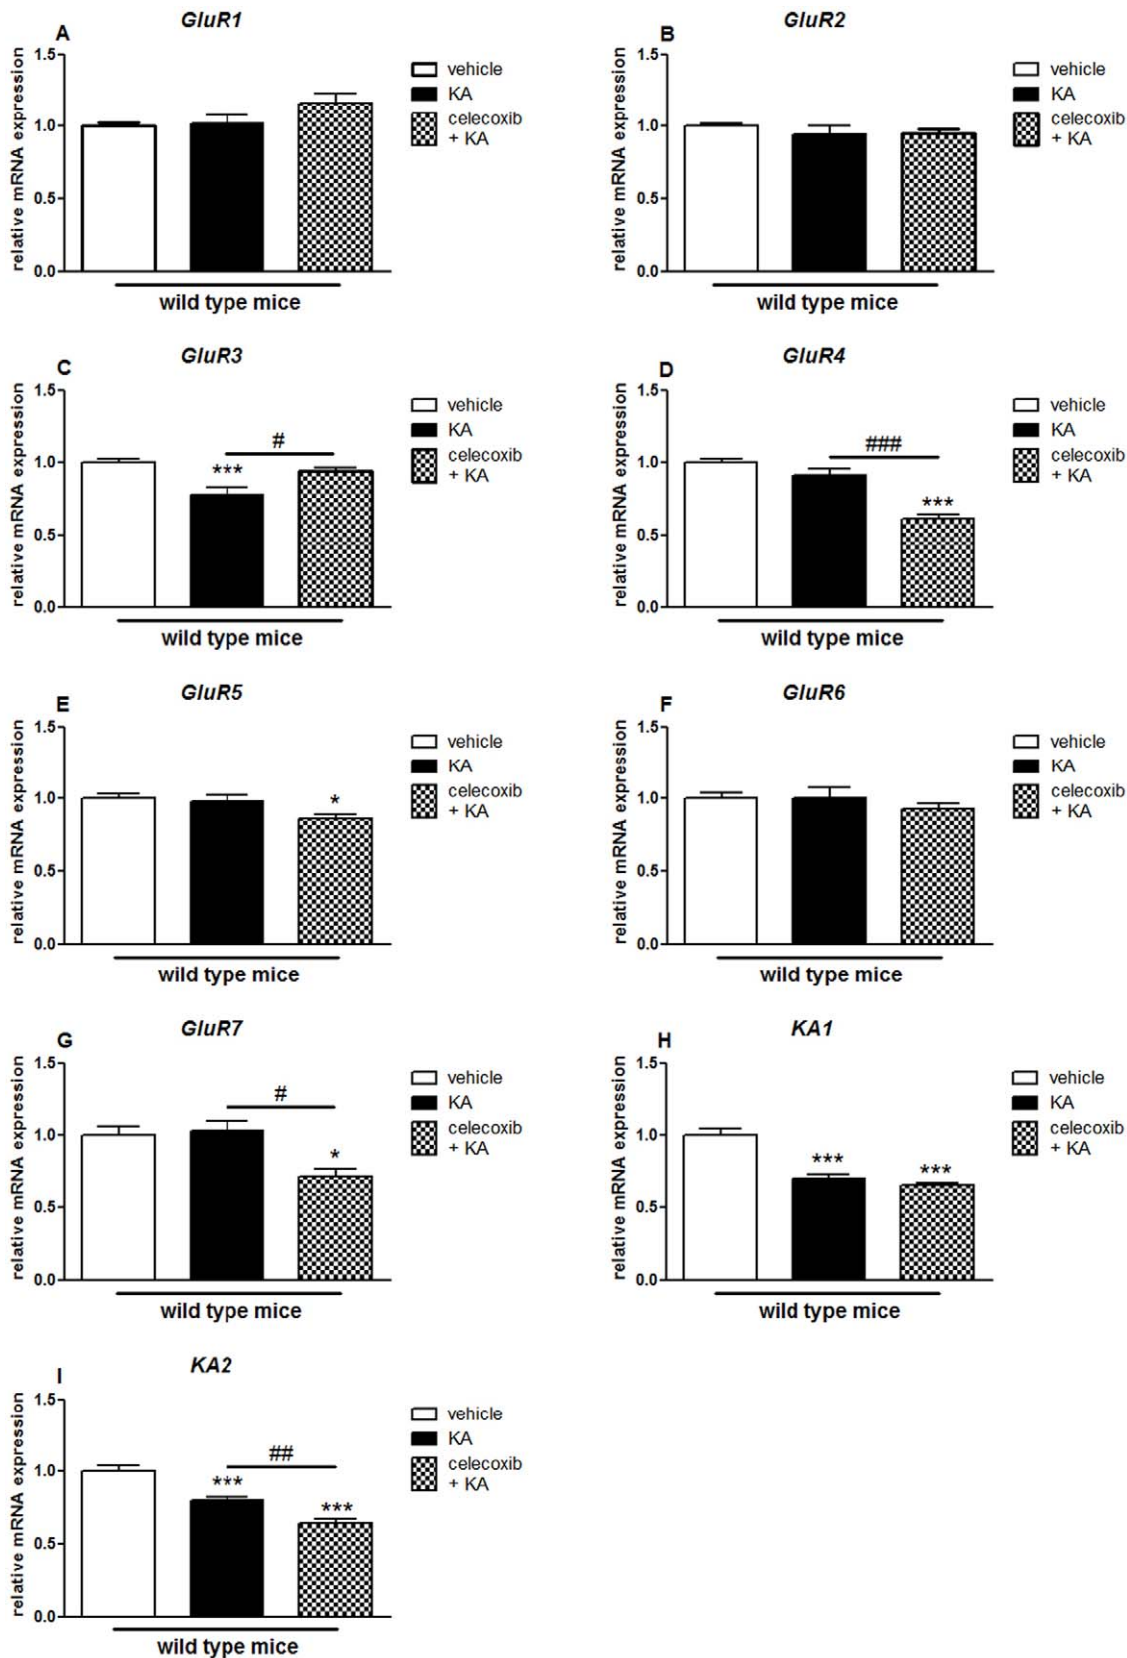 GluR1
A
relative mRNA expression
1.5
1.0
0.5
0.0
vehicle
KA
celecoxib
+ KA
wild type mice
GluR2
B
relative mRNA expression
1.5
1.0
0.5
0.0
vehicle
KA
celecoxib
+ KA
wild type mice
GluR3
C
relative mRNA expression
1.5
1.0
0.5
0.0
***
#
vehicle
KA
celecoxib
+ KA
wild type mice
GluR4
D
relative mRNA expression
1.5
1.0
0.5
0.0
###
***
vehicle
KA
celecoxib
+ KA
wild type mice
GluR5
E
relative mRNA expression
1.5
1.0
0.5
0.0
*
vehicle
KA
celecoxib
+ KA
wild type mice
GluR6
F
relative mRNA expression
1.5
1.0
0.5
0.0
vehicle
KA
celecoxib
+ KA
wild type mice
GluR7
G
relative mRNA expression
1.5
1.0
0.5
0.0
#
*
vehicle
KA
celecoxib
+ KA
wild type mice
KA1
H
relative mRNA expression
1.5
1.0
0.5
0.0
***
***
vehicle
KA
celecoxib
+ KA
wild type mice
KA2
I
relative mRNA expression
1.5
1.0
0.5
0.0
##
***
***
vehicle
KA
celecoxib
+ KA
wild type mice